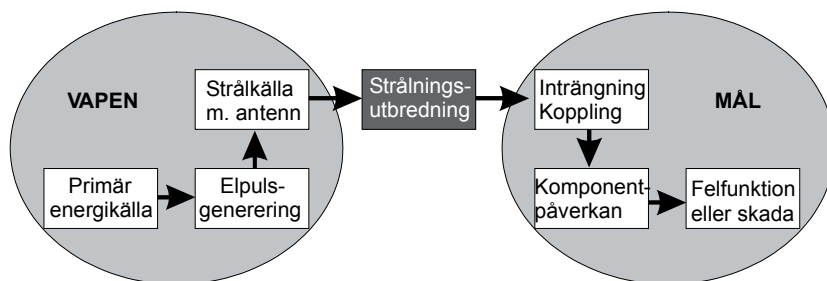 VAPEN
Primär
energikälla
Elpuls-
generering
Strålkälla
m. antenn
Strålnings-
utbredning
MÅL
Inträngning
Koppling
Komponent-
påverkan
Felfunktion
eller skada